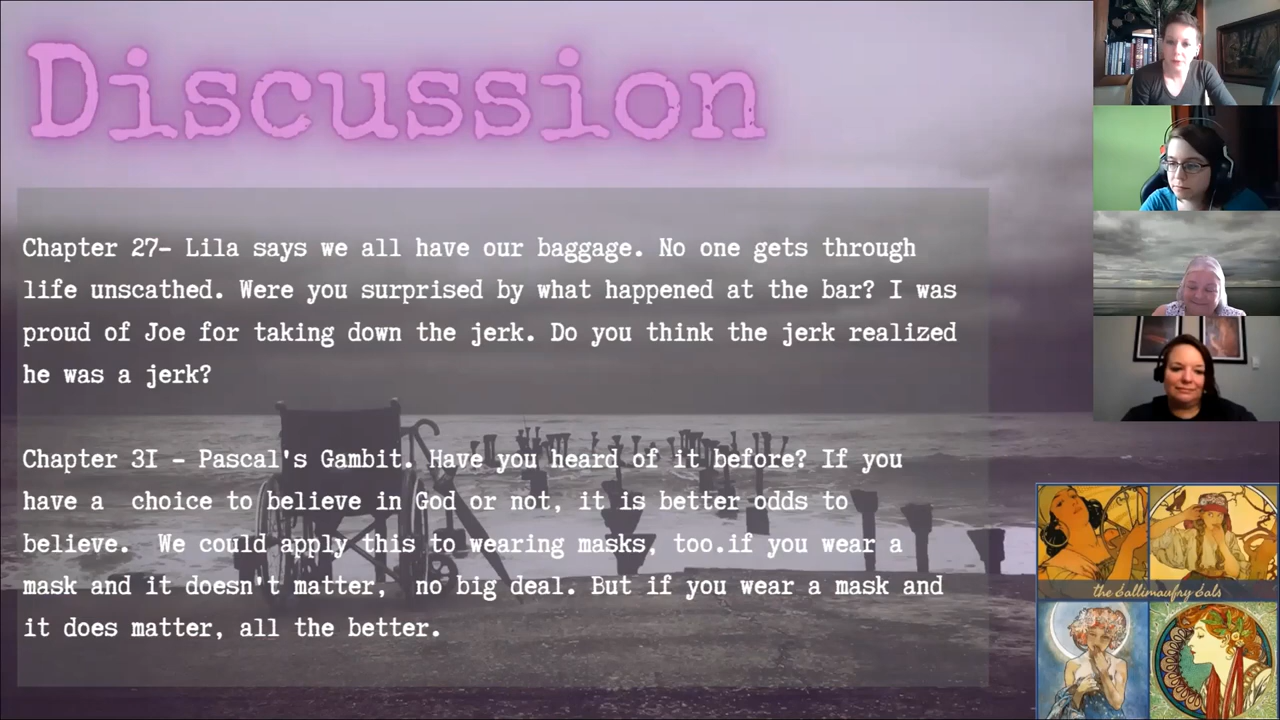 Discussion
Chapter 27- Lila says we all have our baggage. No one gets through
life unscathed. Were you surprised by what happened at the bar? I was
proud of Joe for taking down the jerk. Do you think the jerk realized
he was a jerk?
Chapter 3I - Pascal's Gambit. Have you heard of it before? If you
have a  choice to believe in God or not, it is better odds to
believe.  We could apply this to wearing masks, too.if you wear a
mask and it doesn't matter,  no big deal. But if you wear a mask and
it does matter, all the better.
the Gallimaufry Gals